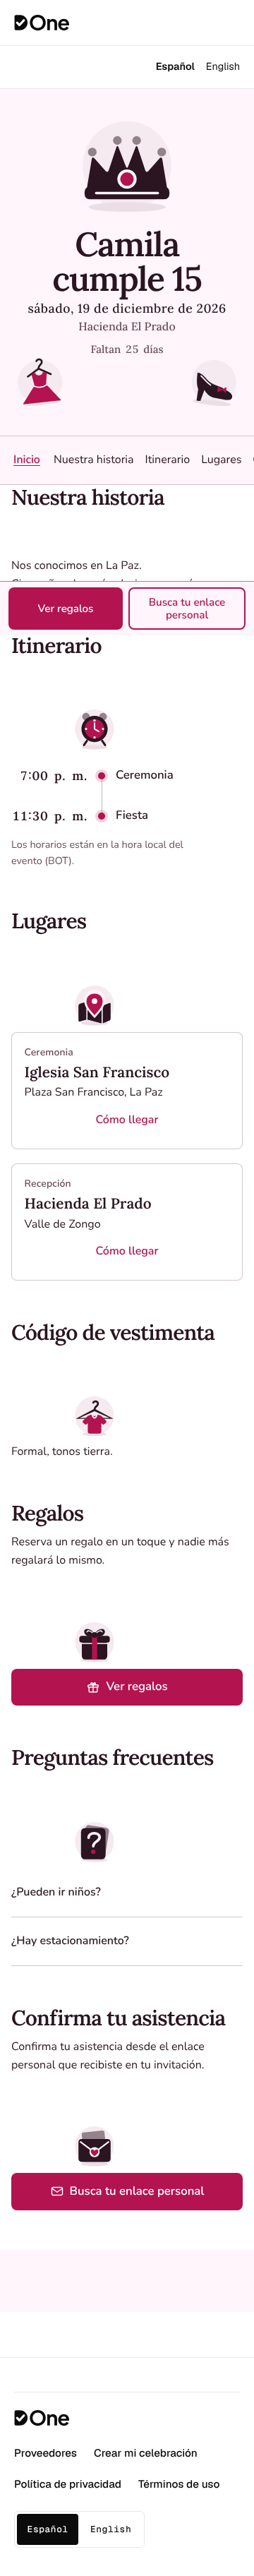 One
Español English
Camila
cumple 15
sábado, 19 de diciembre de 2026
Hacienda El Prado
Faltan 25 días
Inicio Nuestra historia Itinerario Lugares
Nuestra historia
Nos conocimos en La Paz.
Ver regalos
Busca tu enlace
personal
Itinerario
7:00 p. m. Ceremonia
11:30 p. m. Fiesta
Los horarios están en la hora local del
evento (BOT).
Lugares
Ceremonia
Iglesia San Francisco
Plaza San Francisco, La Paz
Cómo llegar
Recepción
Hacienda El Prado
Valle de Zongo
Cómo llegar
Código de vestimenta
Formal, tonos tierra.
Regalos
Reserva un regalo en un toque y nadie más
regalará lo mismo.
Ver regalos
Preguntas frecuentes
?
¿Pueden ir niños?
¿Hay estacionamiento?
Confirma tu asistencia
Confirma tu asistencia desde el enlace
personal que recibiste en tu invitación.
Busca tu enlace personal
One
Proveedores Crear mi celebración
Política de privacidad Términos de uso
Español English